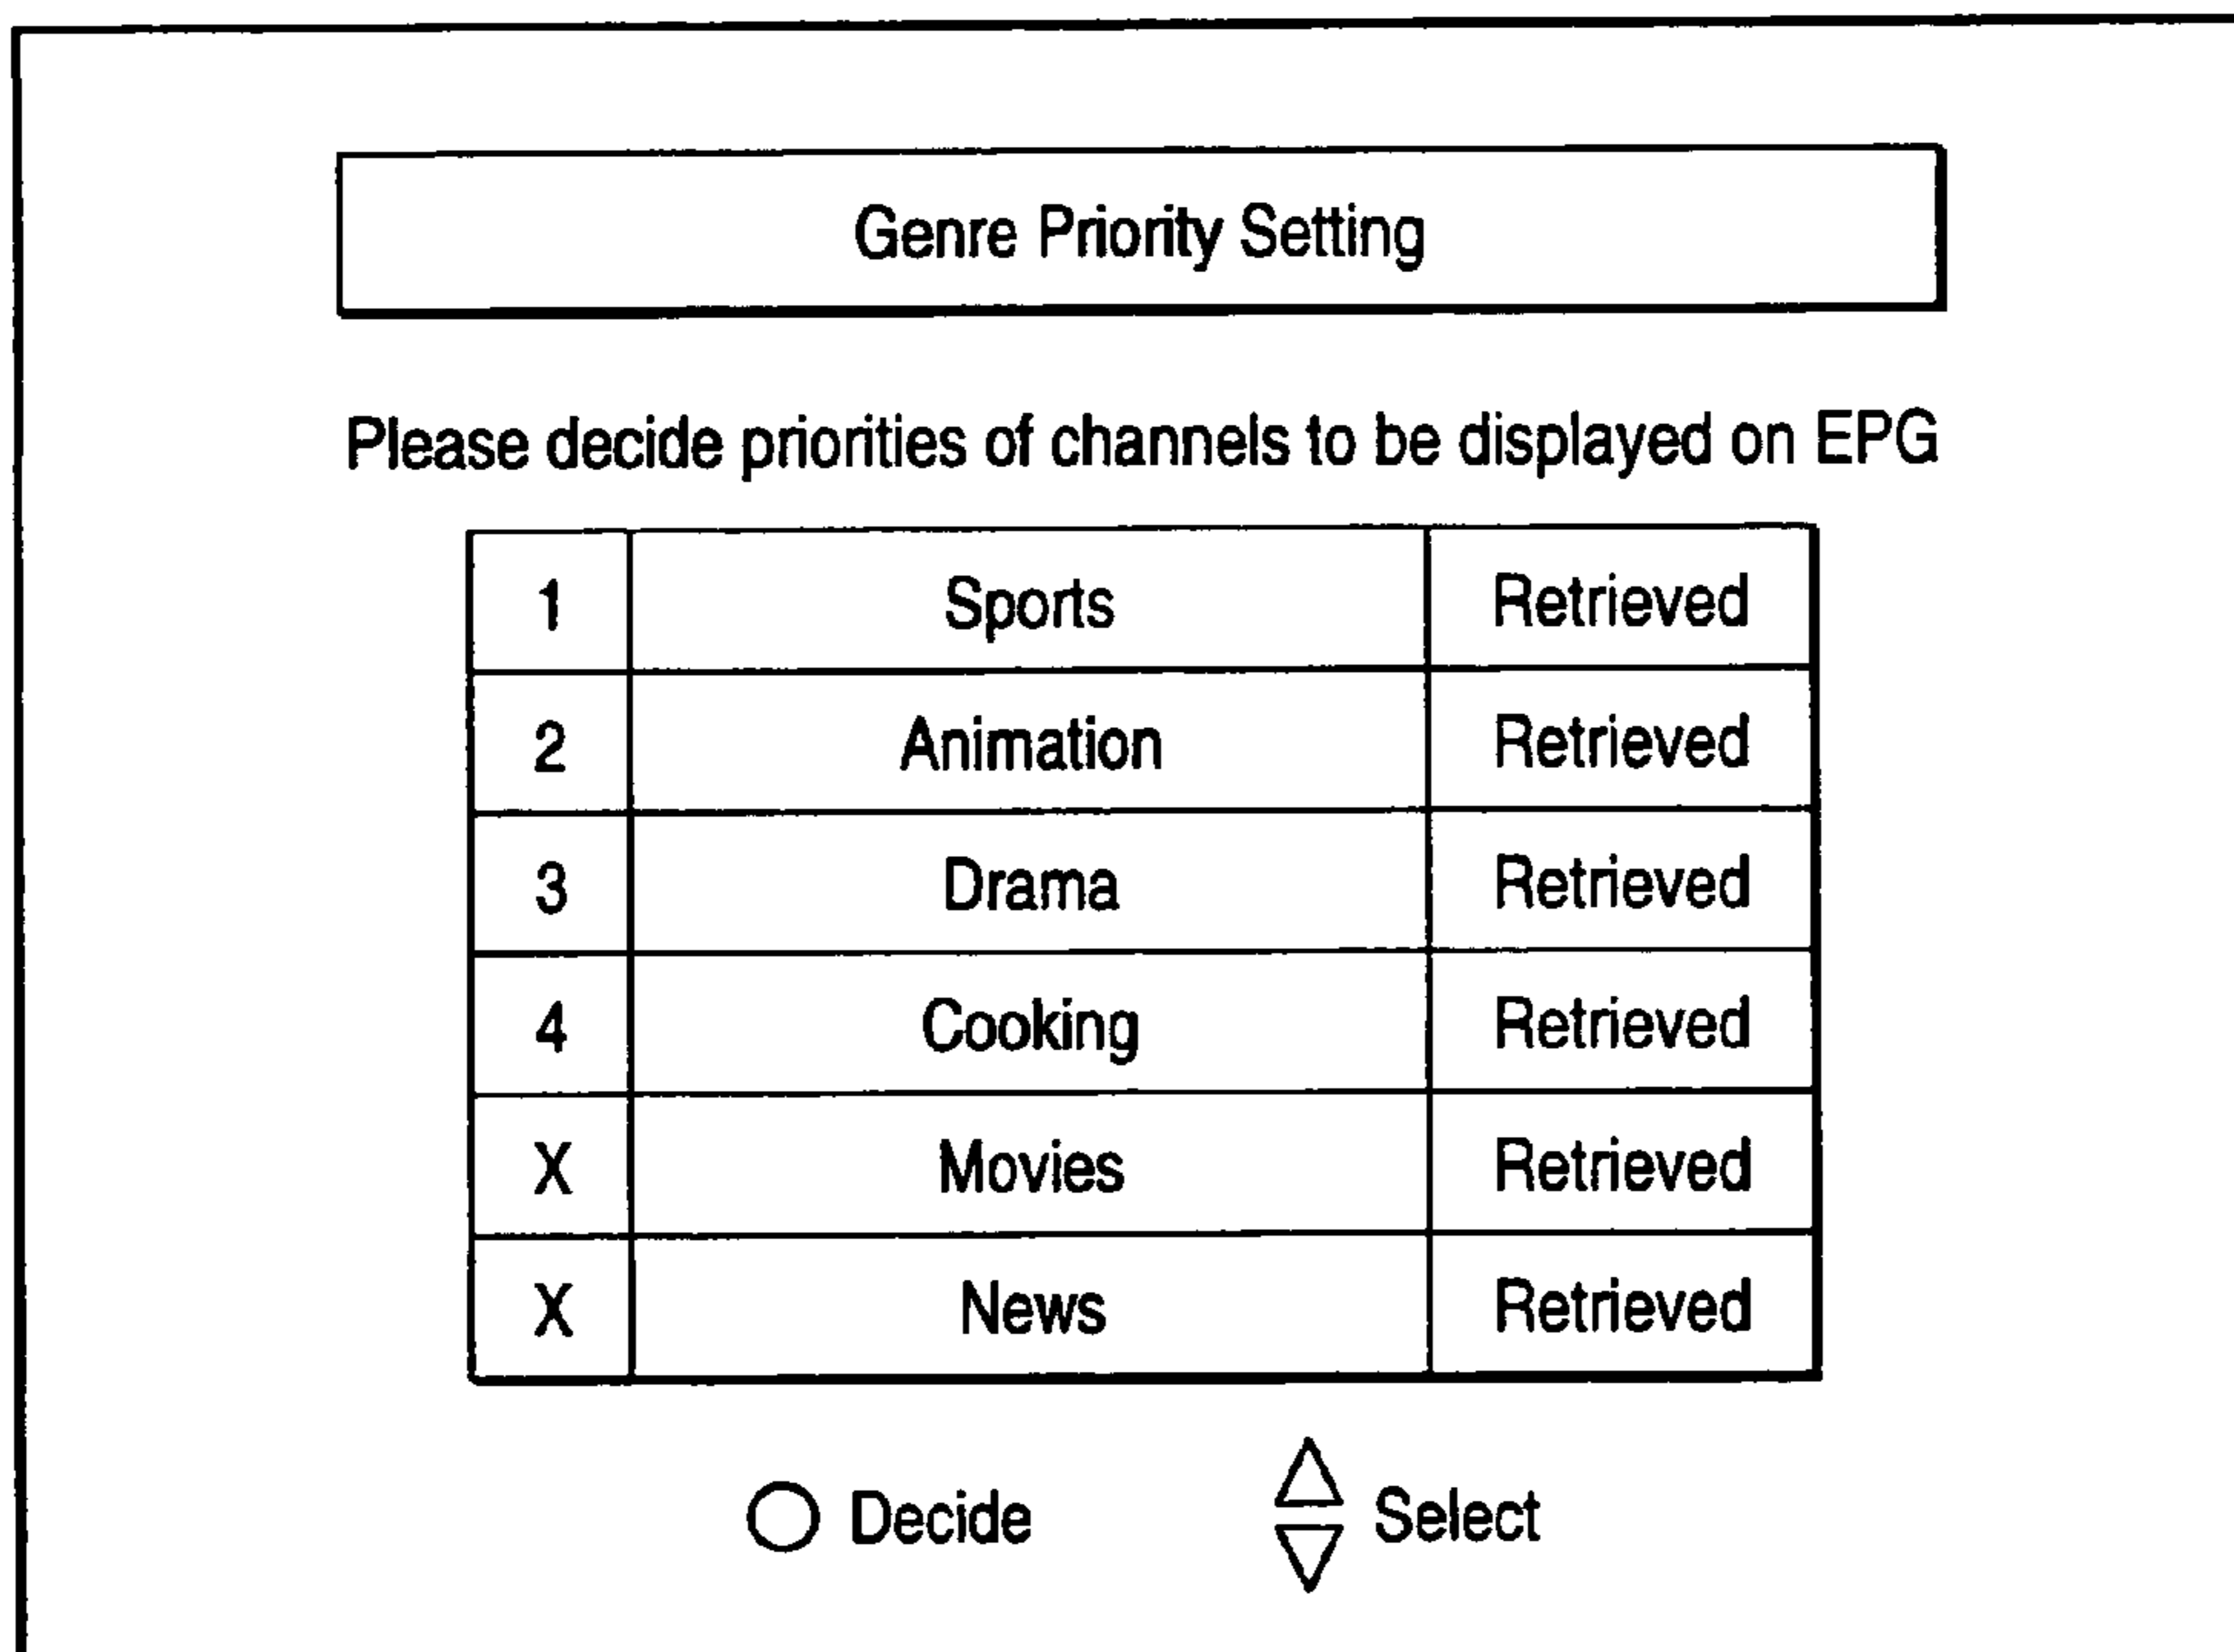 Genre Priority Setting
Please decide priorities of channels to be displayed on EPG
1 Sports Retrieved
2 Animation Retrieved
3 Drama Retrieved
4 Cooking Retrieved
X Movies Retrieved
X News Retrieved
Decide Select